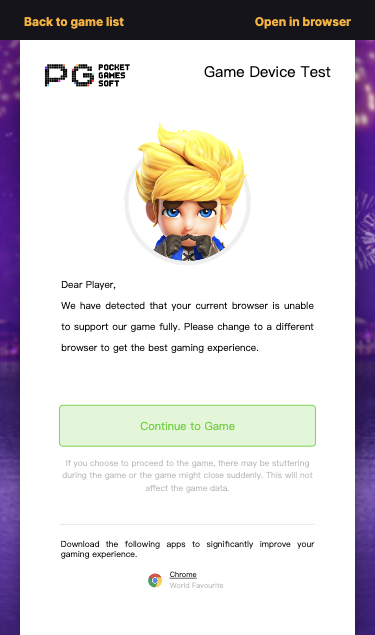 Back to game list
Open in browser
POCKET
PG GAMES
SOFT
Game Device Test
Dear Player,
We have detected that your current browser is unable
to support our game fully. Please change to a different
browser to get the best gaming experience.
Continue to Game
If you choose to proceed to the game, there may be stuttering
during the game or the game might close suddenly. This will not
affect the game data.
Download the following apps to significantly improve your
gaming experience.
Chrome
World Favourite